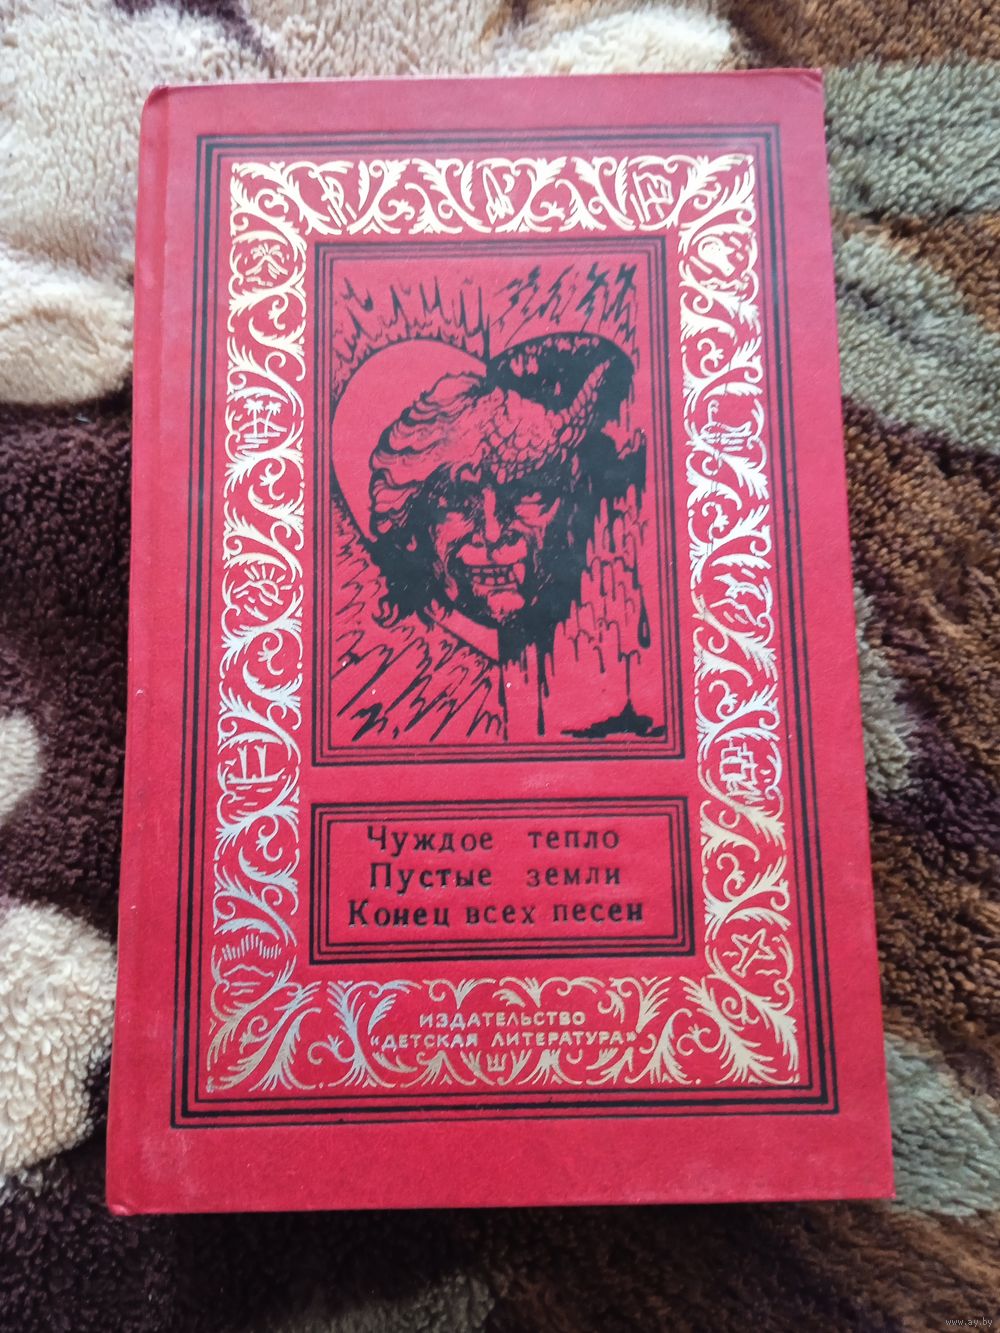 Чуждое тепло
Пустые земли
Конец всех песен
ИЗДАТЕЛЬСТВО
«ДЕТСКАЯ ЛИТЕРАТУРА»
www.ay.by